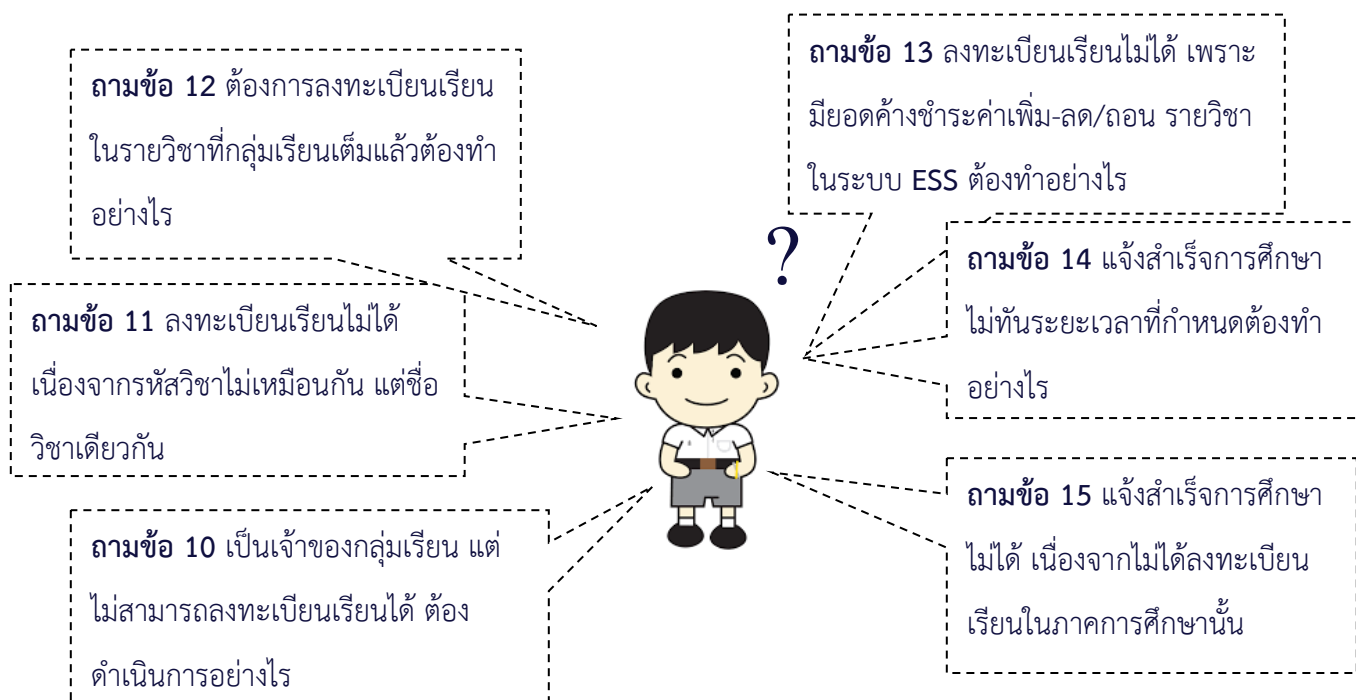 ถามข้อ 12 ต้องการลงทะเบียนเรียน
ในรายวิชาที่กลุ่มเรียนเต็มแล้วต้องทำ
อย่างไร
ถามข้อ 13 ลงทะเบียนเรียนไม่ได้ เพราะ
มียอดค้างชำระค่าเพิ่ม-ลด/ถอน รายวิชา
ในระบบ ESS ต้องทำอย่างไร
?
ถามข้อ 14 แจ้งสำเร็จการศึกษา
ไม่ทันระยะเวลาที่กำหนดต้องทำ
อย่างไร
ถามข้อ 11 ลงทะเบียนเรียนไม่ได้
เนื่องจากรหัสวิชาไม่เหมือนกัน แต่ชื่อ
วิชาเดียวกัน
ถามข้อ 15 แจ้งสำเร็จการศึกษา
ไม่ได้ เนื่องจากไม่ได้ลงทะเบียน
เรียนในภาคการศึกษานั้น
ถามข้อ 10 เป็นเจ้าของกลุ่มเรียน แต่
ไม่สามารถลงทะเบียนเรียนได้ ต้อง
ดำเนินการอย่างไร